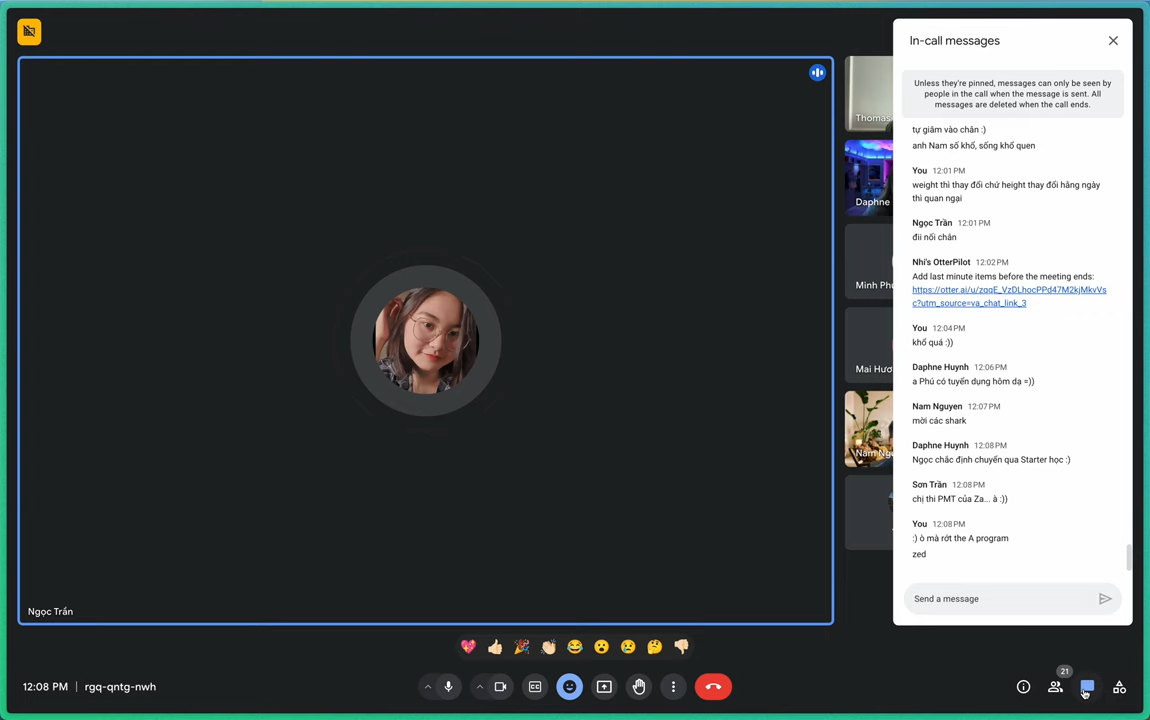 In-call messages
Unless they're pinned, messages can only be seen by
people in the call when the message is sent. All
messages are deleted when the call ends.
tự giẫm vào chân :)
anh Nam số khổ, sống khổ quen
You 12:01 PM
weight thì thay đổi chứ height thay đổi hằng ngày
thì quan ngại
Ngọc Trần 12:01 PM
đii nối chân
Nhi's OtterPilot 12:02 PM
Add last minute items before the meeting ends:
https://otter.ai/u/zqqE_VzDLhocPPd47M2kjMkvVs
c?utm_source=va_chat_link_3
You 12:04 PM
khổ quá :))
Daphne Huynh 12:06 PM
a Phú có tuyển dụng hôm dạ =))
Nam Nguyen 12:07 PM
mời các shark
Daphne Huynh 12:08 PM
Ngọc chắc định chuyển qua Starter học :)
Sơn Trần 12:08 PM
chị thi PMT của Za... à :))
You 12:08 PM
:) ò mà rớt the A program
zed
Send a message
Thomas
Daphne
Minh Phú
Mai Hươ
Nam Ngu
Ngọc Trần
12:08 PM | rgq-qntg-nwh
21